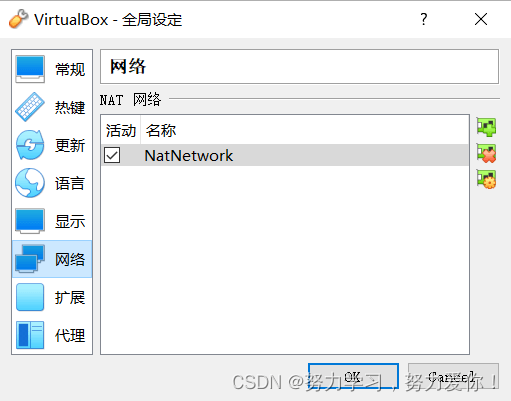 VirtualBox - 全局设定
?
常规
热键
更新
语言
显示
网络
扩展
代理
网络
NAT 网络
活动 名称
NatNetwork
OK Cancel
CSDN @努力学习，努力爱你！